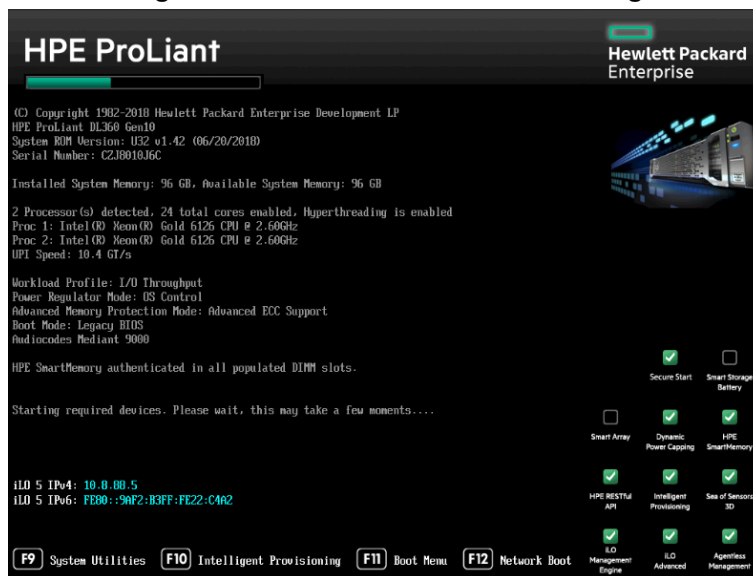 HPE ProLiant
Hewlett Packard
Enterprise
(C) Copyright 1982-2018 Hewlett Packard Enterprise Development LP
HPE ProLiant DL360 Gen10
System ROM Version: U32 v1.42 (06/20/2018)
Serial Number: CZJ8010J6C
Installed System Memory: 96 GB, Available System Memory: 96 GB
2 Processor(s) detected, 24 total cores enabled, Hyperthreading is enabled
Proc 1: Intel(R) Xeon(R) Gold 6126 CPU @ 2.60GHz
Proc 2: Intel(R) Xeon(R) Gold 6126 CPU @ 2.60GHz
UPI Speed: 10.4 GT/s
Workload Profile: I/O Throughput
Power Regulator Mode: OS Control
Advanced Memory Protection Mode: Advanced ECC Support
Boot Mode: Legacy BIOS
Audiocodes Mediant 9000
HPE SmartMemory authenticated in all populated DIMM slots.
Starting required devices. Please wait, this may take a few moments....
Secure Start
Smart Storage
Battery
Smart Array
Dynamic
Power Capping
HPE
SmartMemory
HPE RESTful
API
Intelligent
Provisioning
Sea of Sensors
3D
iLO
Management
Engine
iLO
Advanced
Agentless
Management
iLO 5 IPv4: 10.8.88.5
iLO 5 IPv6: FE80::9AF2:B3FF:FE22:C4A2
F9 System Utilities F10 Intelligent Provisioning F11 Boot Menu F12 Network Boot